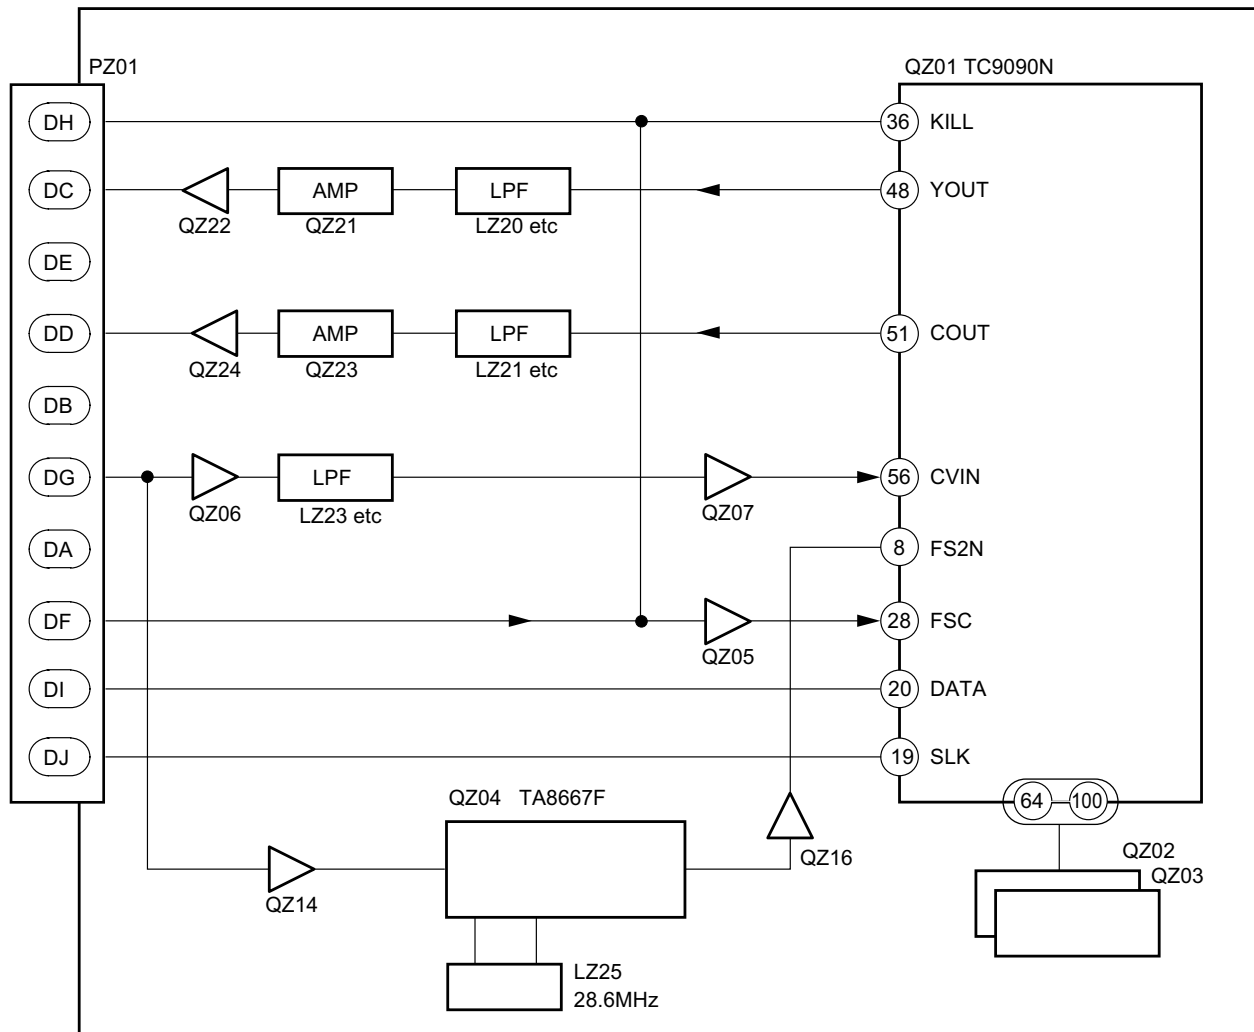 PZ01
QZ01 TC9090N
DH
36 KILL
DC
AMP
LPF
48 YOUT
QZ22
QZ21
LZ20 etc
DE
DD
AMP
LPF
51 COUT
QZ24
QZ23
LZ21 etc
DB
DG
LPF
56 CVIN
QZ06
LZ23 etc
QZ07
DA
8 FS2N
DF
28 FSC
QZ05
DI
20 DATA
DJ
19 SLK
QZ04 TA8667F
64 100
QZ16
QZ02
QZ03
QZ14
LZ25
28.6MHz